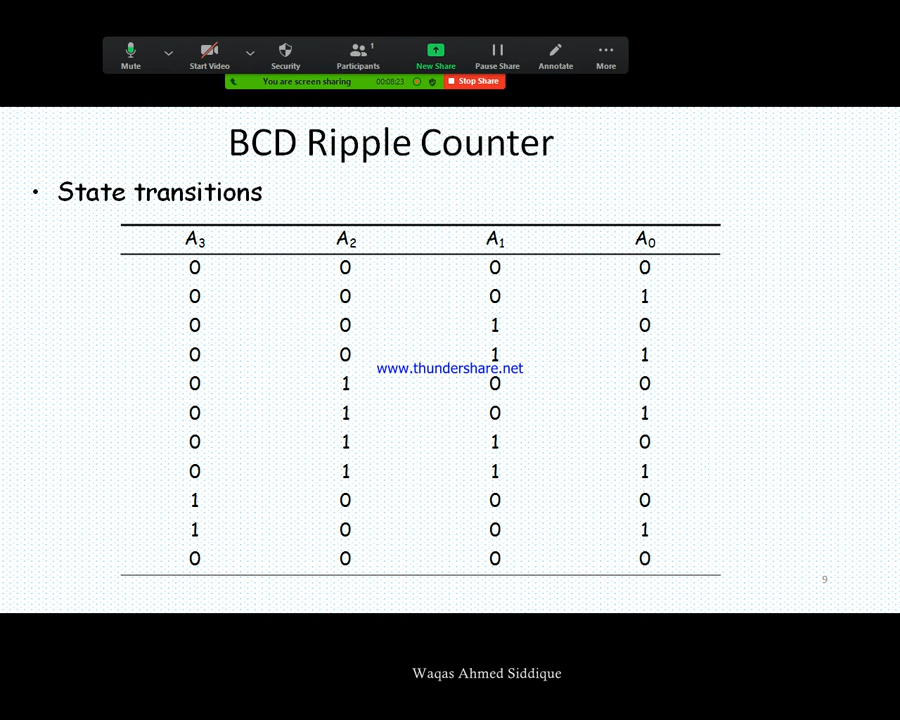 1
Mute Start Video Security Participants New Share Pause Share Annotate More
You are screen sharing 00:08:23 Stop Share
BCD Ripple Counter
• State transitions
A₃ A₂ A₁ A₀
0 0 0 0
0 0 0 1
0 0 1 0
0 0 1 1
www.thundershare.net
0 1 0 0
0 1 0 1
0 1 1 0
0 1 1 1
1 0 0 0
1 0 0 1
0 0 0 0
9
Waqas Ahmed Siddique